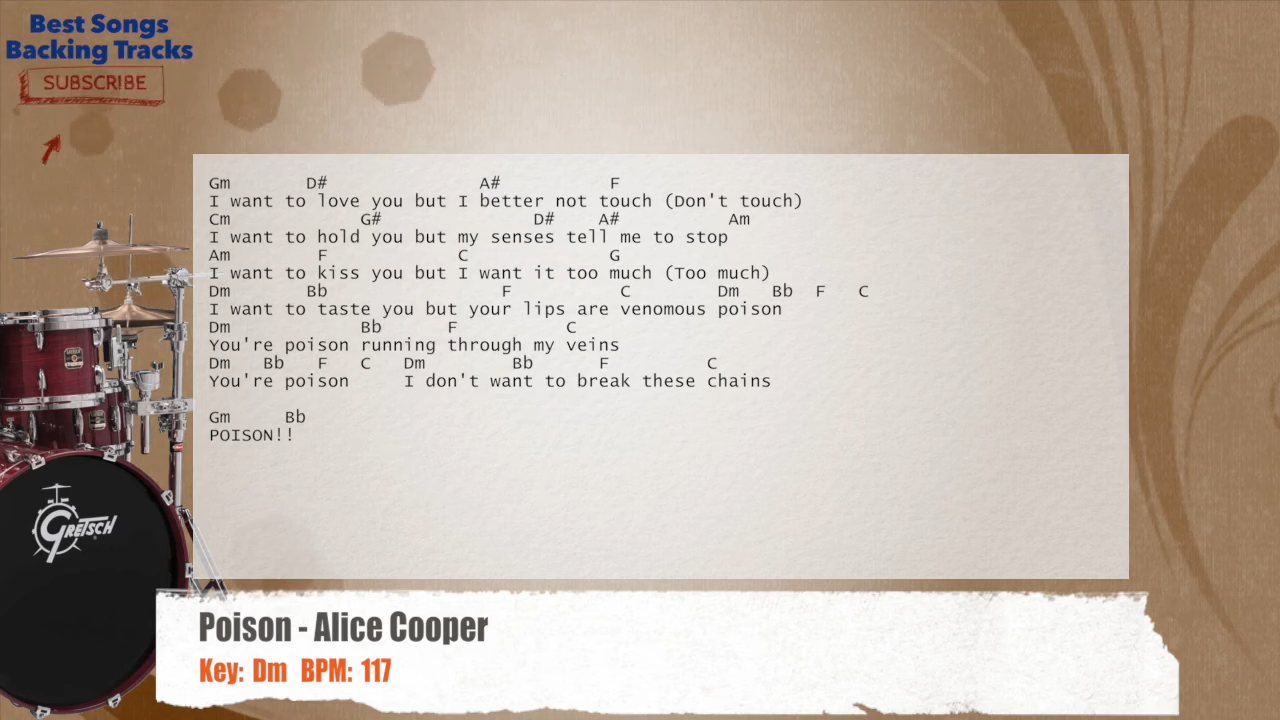 Best Songs
Backing Tracks
SUBSCRIBE
Gm D# A# F
I want to love you but I better not touch (Don't touch)
Cm G# D# A# Am
I want to hold you but my senses tell me to stop
Am F C G
I want to kiss you but I want it too much (Too much)
Dm Bb F C Dm Bb F C
I want to taste you but your lips are venomous poison
Dm Bb F C
You're poison running through my veins
Dm Bb F C Dm Bb F C
You're poison I don't want to break these chains
Gm Bb
POISON!!
GRETSCH
Poison - Alice Cooper
Key: Dm BPM: 117